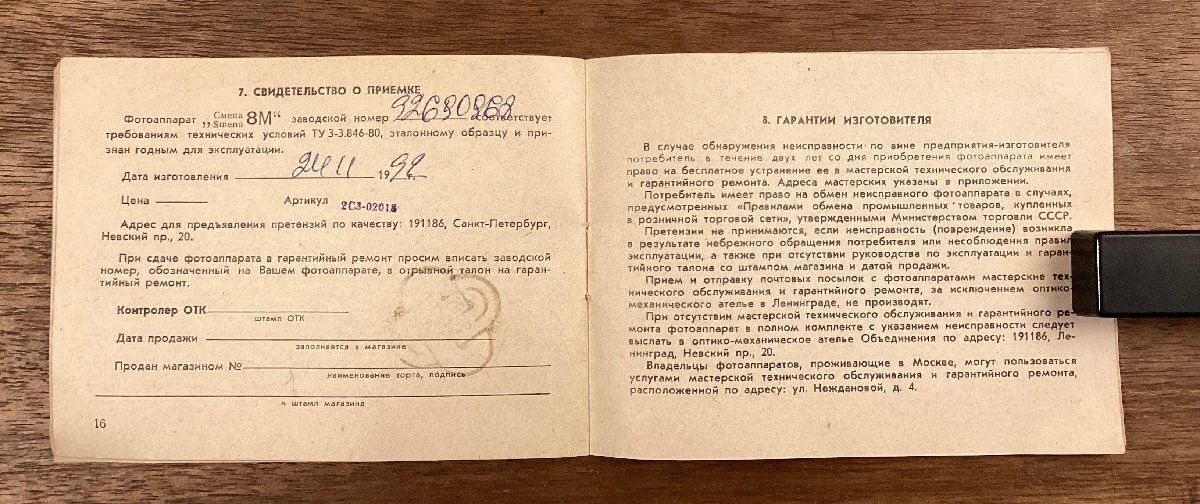 7. СВИДЕТЕЛЬСТВО О ПРИЕМКЕ
Фотоаппарат „Смена Smena 8М“ заводской номер 92630268 соответствует
требованиям технических условий ТУ 3-3.846-80, эталонному образцу и при-
знан годным для эксплуатации.
Дата изготовления 24 11 1992 г.
Цена Артикул 2С3-02018
Адрес для предъявления претензий по качеству: 191186, Санкт-Петербург,
Невский пр., 20.
При сдаче фотоаппарата в гарантийный ремонт просим вписать заводской
номер, обозначенный на Вашем фотоаппарате, в отрывной талон на гаран-
тийный ремонт.
Контролер ОТК
штамп ОТК
Дата продажи
заполняется в магазине
Продан магазином №
наименование торга, подпись
и штамп магазина
16
8. ГАРАНТИИ ИЗГОТОВИТЕЛЯ
В случае обнаружения неисправности по вине предприятия-изготовителя
потребитель в течение двух лет со дня приобретения фотоаппарата имеет
право на бесплатное устранение ее в мастерской технического обслуживания
и гарантийного ремонта. Адреса мастерских указаны в приложении.
Потребитель имеет право на обмен неисправного фотоаппарата в случаях,
предусмотренных «Правилами обмена промышленных товаров, купленных
в розничной торговой сети», утвержденными Министерством торговли СССР.
Претензии не принимаются, если неисправность (повреждение) возникла
в результате небрежного обращения потребителя или несоблюдения правил
эксплуатации, а также при отсутствии руководства по эксплуатации и гаран-
тийного талона со штампом магазина и датой продажи.
Прием и отправку почтовых посылок с фотоаппаратами мастерские тех-
нического обслуживания и гарантийного ремонта, за исключением оптико-
механического ателье в Ленинграде, не производят.
При отсутствии мастерской технического обслуживания и гарантийного ре-
монта фотоаппарат в полном комплекте с указанием неисправности следует
выслать в оптико-механическое ателье Объединения по адресу: 191186, Ле-
нинград, Невский пр., 20.
Владельцы фотоаппаратов, проживающие в Москве, могут пользоваться
услугами мастерской технического обслуживания и гарантийного ремонта,
расположенной по адресу: ул. Неждановой, д. 4.